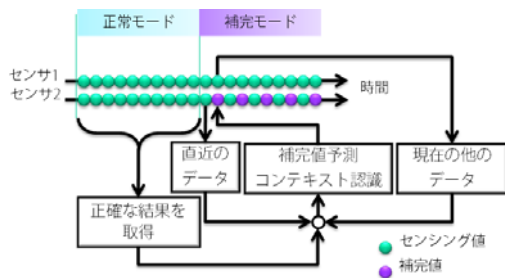 正常モード
補完モード
センサ1
センサ2
時間
直近の
データ
補完値予測
コンテキスト認識
現在の他の
データ
正確な結果を
取得
センシング値
補完値